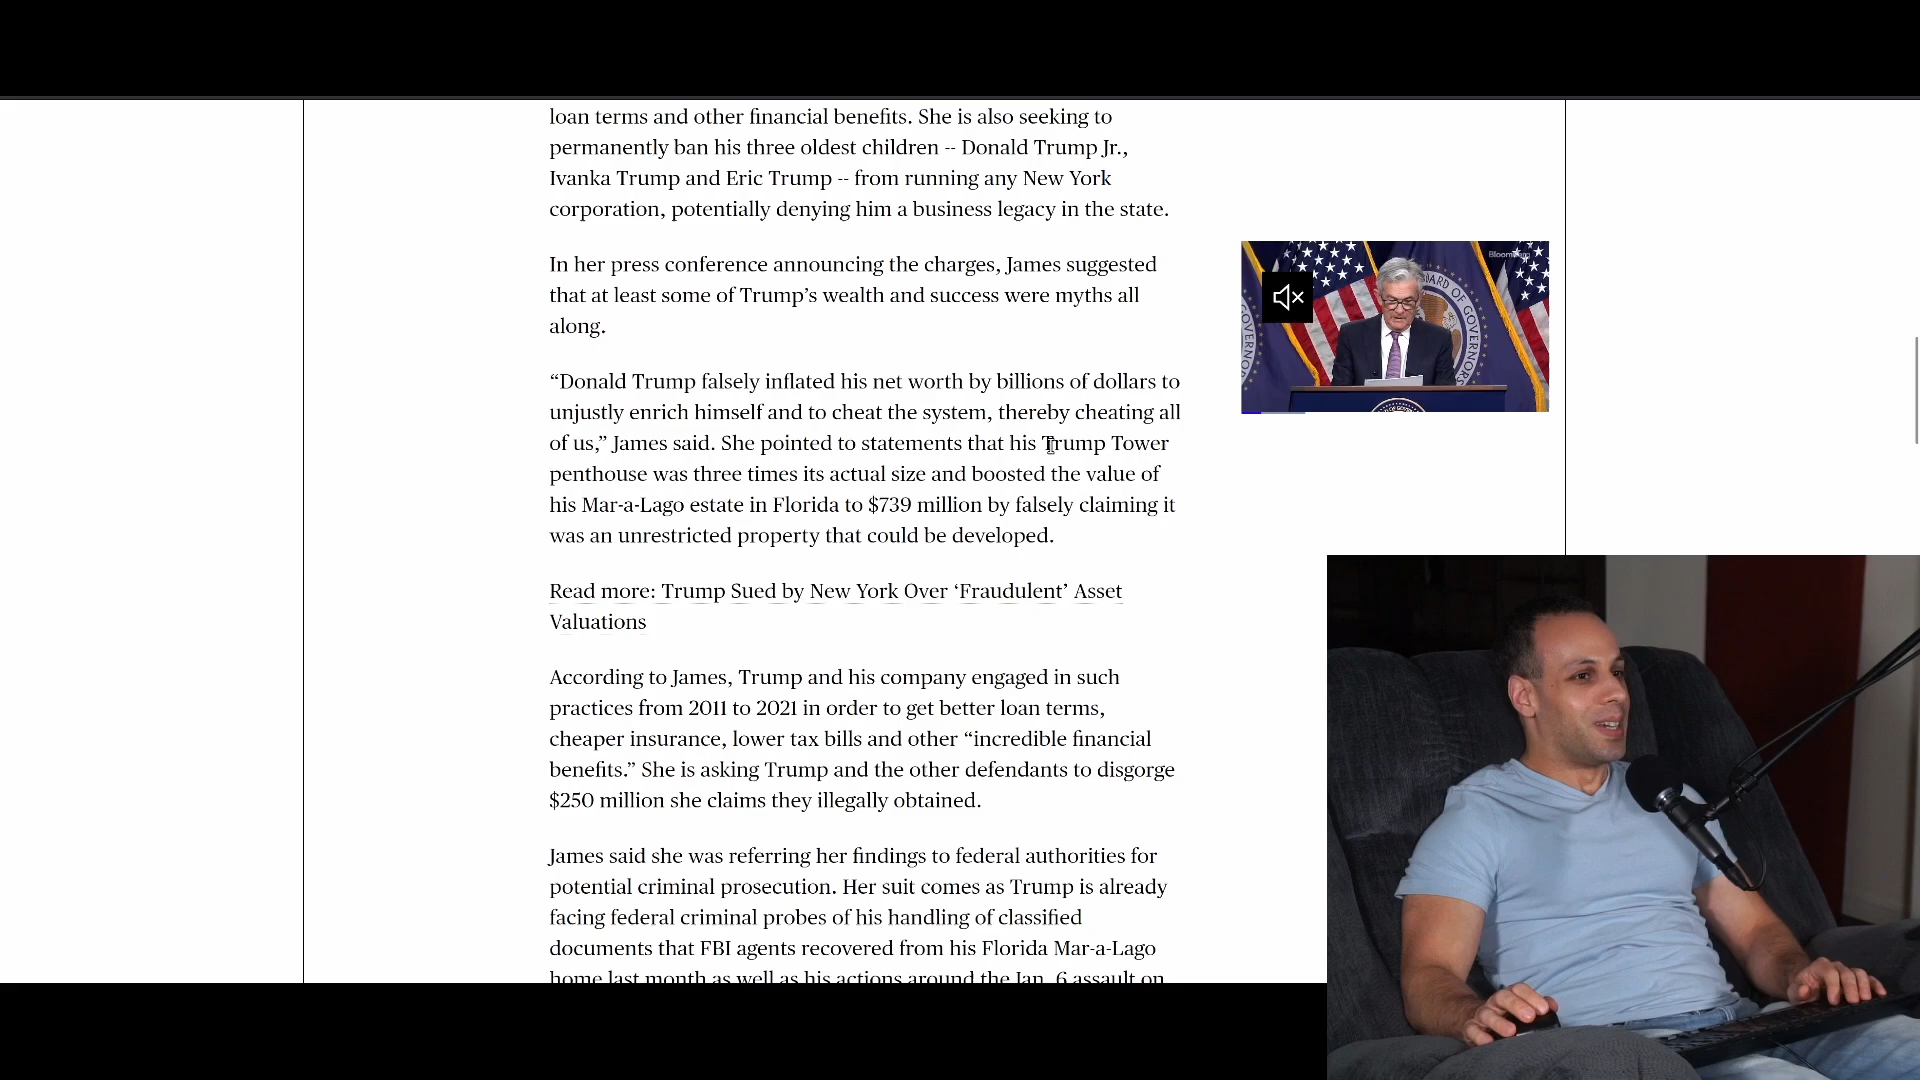 loan terms and other financial benefits. She is also seeking to
permanently ban his three oldest children -- Donald Trump Jr.,
Ivanka Trump and Eric Trump -- from running any New York
corporation, potentially denying him a business legacy in the state.
In her press conference announcing the charges, James suggested
that at least some of Trump’s wealth and success were myths all
along.
“Donald Trump falsely inflated his net worth by billions of dollars to
unjustly enrich himself and to cheat the system, thereby cheating all
of us,” James said. She pointed to statements that his Trump Tower
penthouse was three times its actual size and boosted the value of
his Mar-a-Lago estate in Florida to $739 million by falsely claiming it
was an unrestricted property that could be developed.
Read more: Trump Sued by New York Over ‘Fraudulent’ Asset
Valuations
According to James, Trump and his company engaged in such
practices from 2011 to 2021 in order to get better loan terms,
cheaper insurance, lower tax bills and other “incredible financial
benefits.” She is asking Trump and the other defendants to disgorge
$250 million she claims they illegally obtained.
James said she was referring her findings to federal authorities for
potential criminal prosecution. Her suit comes as Trump is already
facing federal criminal probes of his handling of classified
documents that FBI agents recovered from his Florida Mar-a-Lago
home last month as well as his actions around the Jan. 6 assault on
Bloomberg
ARD OF GOVERNORS